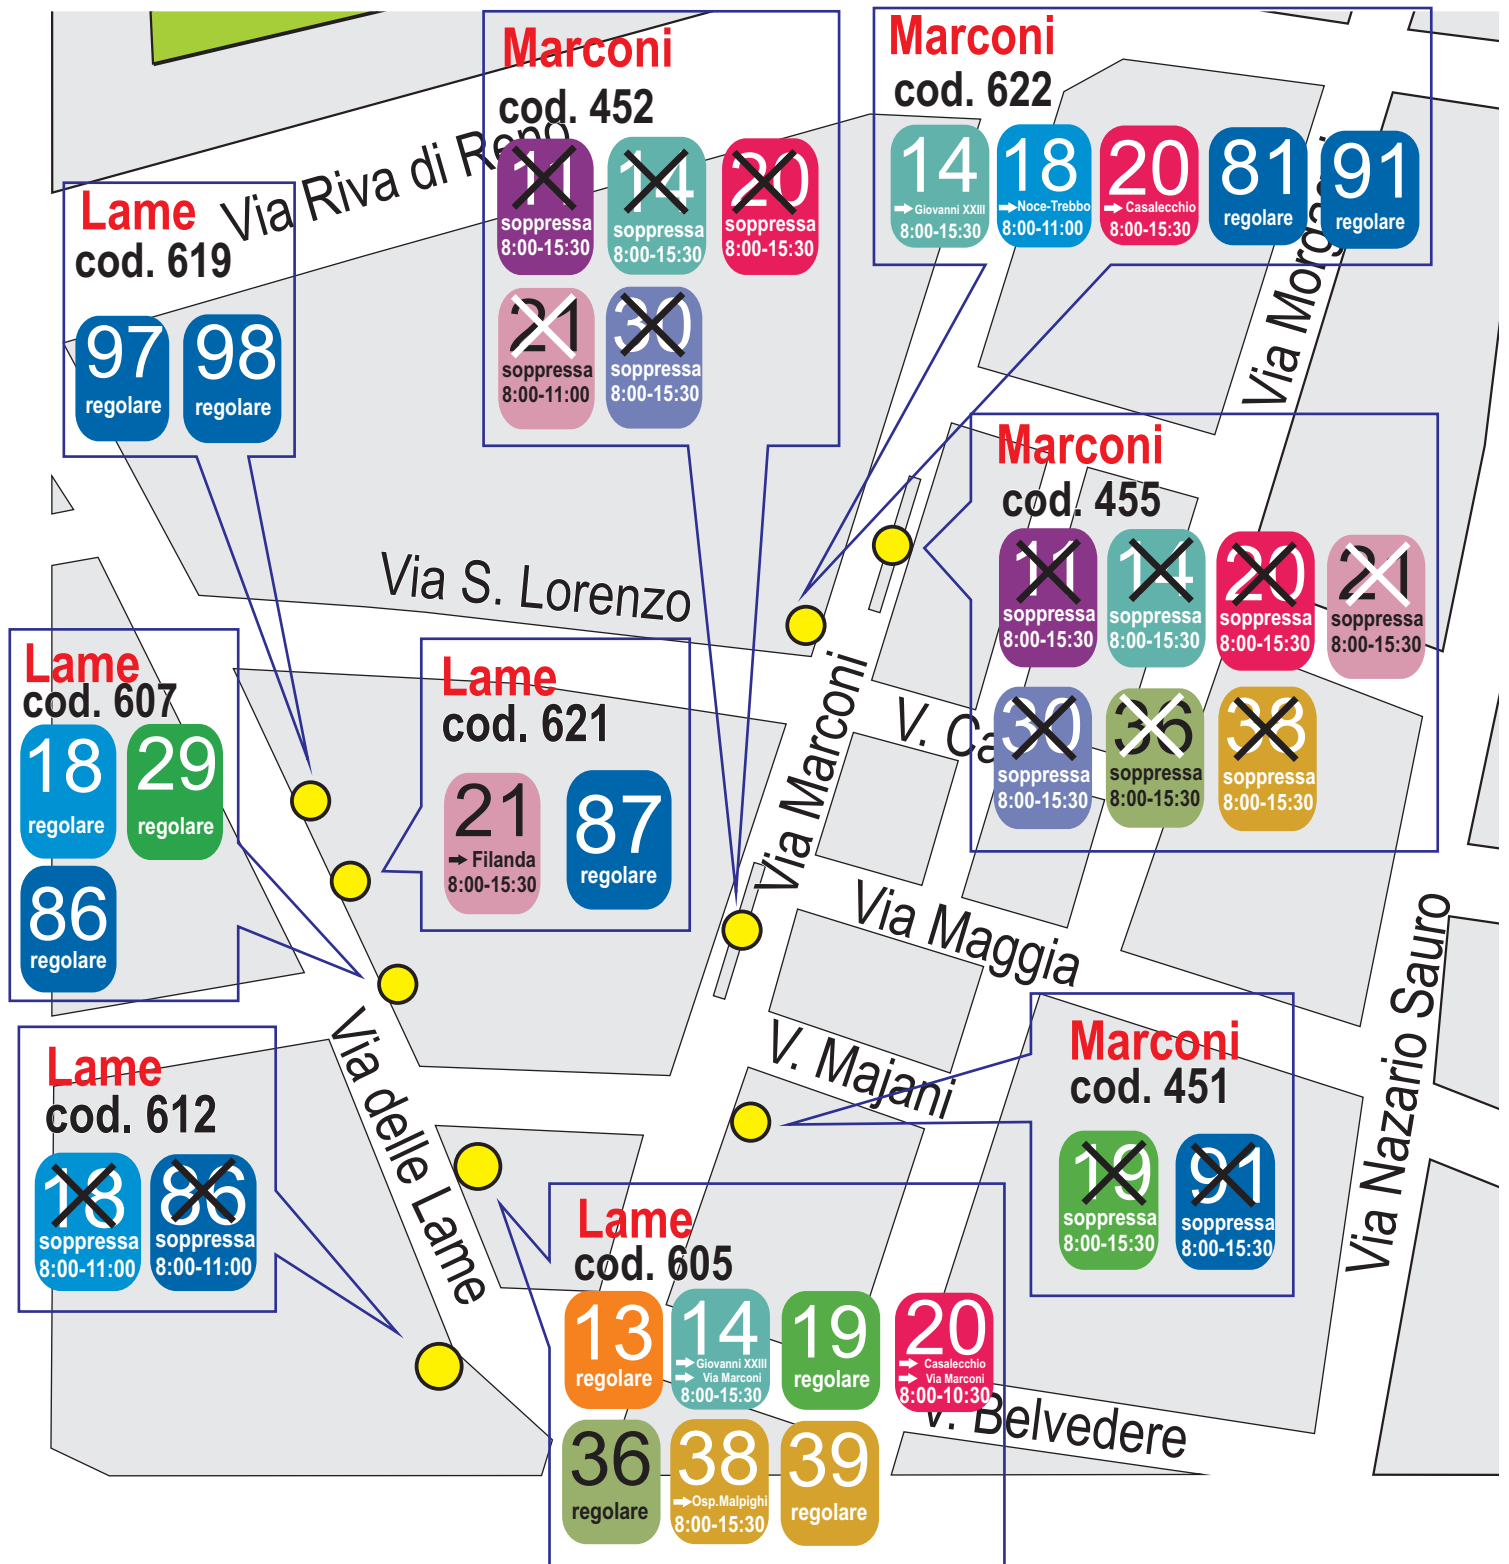 Marconi
cod. 452
11
soppressa
8:00-15:30
14
soppressa
8:00-15:30
20
soppressa
8:00-15:30
21
soppressa
8:00-11:00
30
soppressa
8:00-15:30
Marconi
cod. 622
14
Giovanni XXIII
8:00-15:30
18
Noce-Trebbo
8:00-11:00
20
Casalecchio
8:00-15:30
81
regolare
91
regolare
Via Riva di Reno
Lame
cod. 619
97
regolare
98
regolare
Marconi
cod. 455
11
soppressa
8:00-15:30
14
soppressa
8:00-15:30
20
soppressa
8:00-15:30
21
soppressa
8:00-15:30
30
soppressa
8:00-15:30
36
soppressa
8:00-15:30
38
soppressa
8:00-15:30
Via S. Lorenzo
Lame
cod. 607
18
regolare
29
regolare
86
regolare
Lame
cod. 621
21
Filanda
8:00-15:30
87
regolare
Via Marconi
V. Ca
Via Maggia
V. Majani
Via Nazario Sauro
Via delle Lame
Lame
cod. 612
18
soppressa
8:00-11:00
86
soppressa
8:00-11:00
Marconi
cod. 451
19
soppressa
8:00-15:30
91
soppressa
8:00-15:30
Lame
cod. 605
13
regolare
14
Giovanni XXIII
Via Marconi
8:00-15:30
19
regolare
20
Casalecchio
Via Marconi
8:00-10:30
36
regolare
38
Osp.Malpighi
8:00-15:30
39
regolare
V. Belvedere